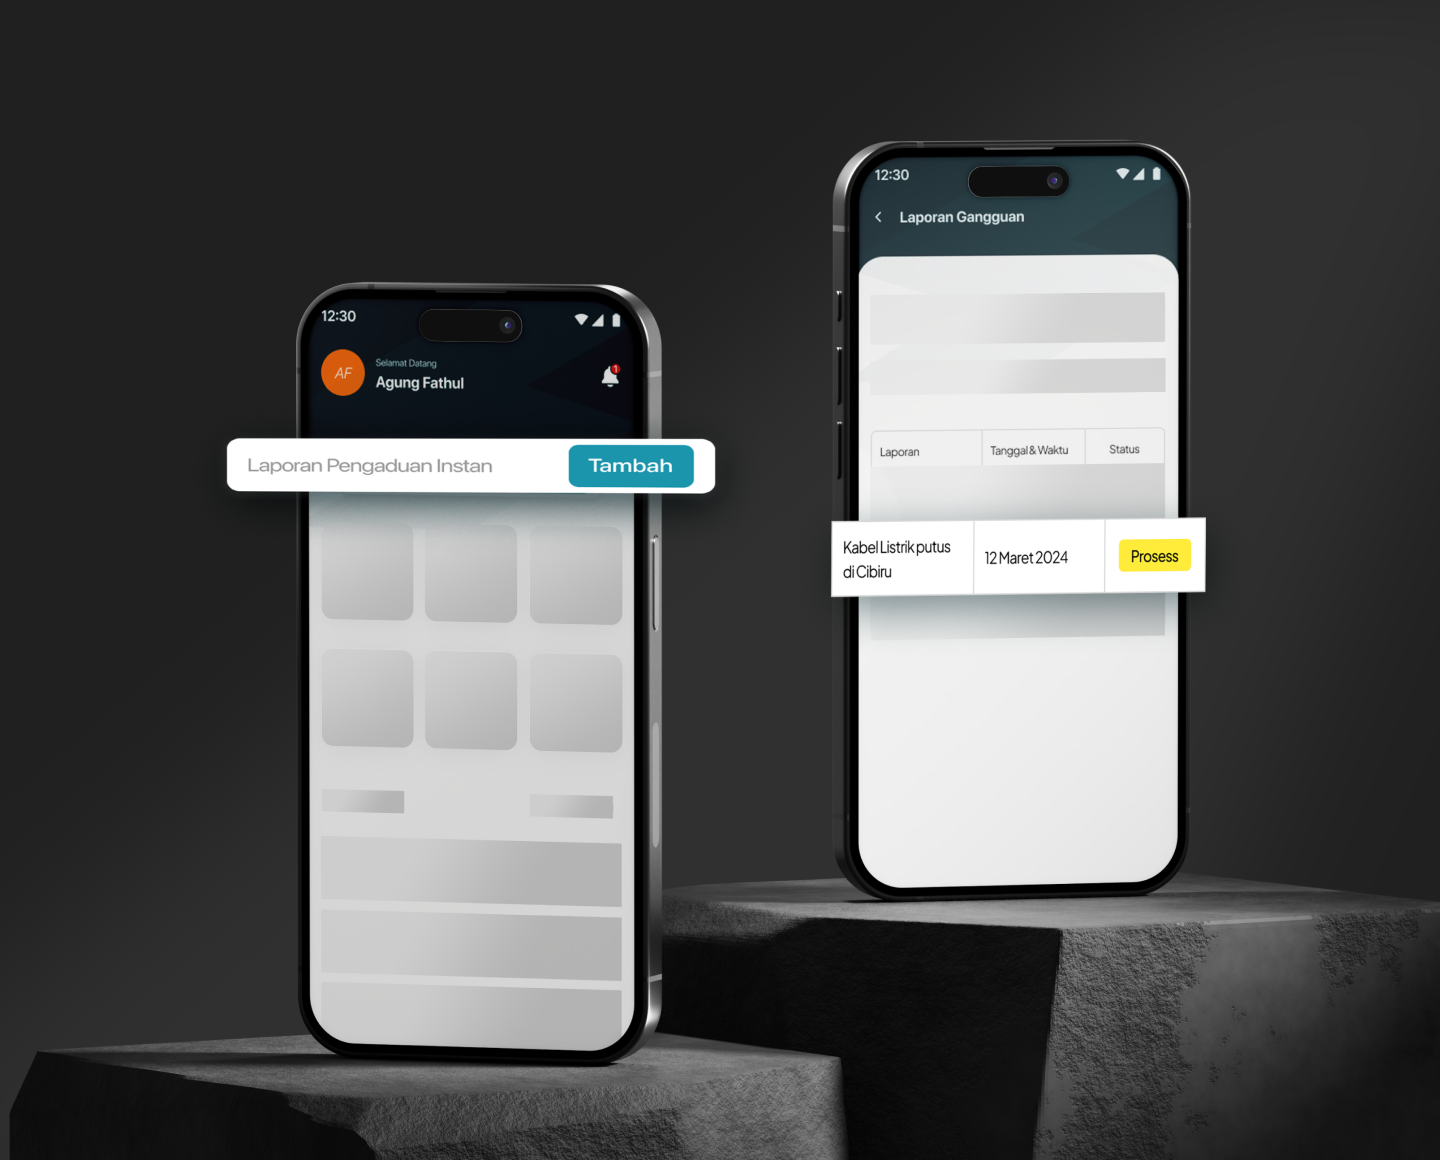 12:30
AF
Selamat Datang
Agung Fathul
1
Laporan Pengaduan Instan
Tambah
12:30
Laporan Gangguan
Laporan
Tanggal & Waktu
Status
Kabel Listrik putus
di Cibiru
12 Maret 2024
Prosess